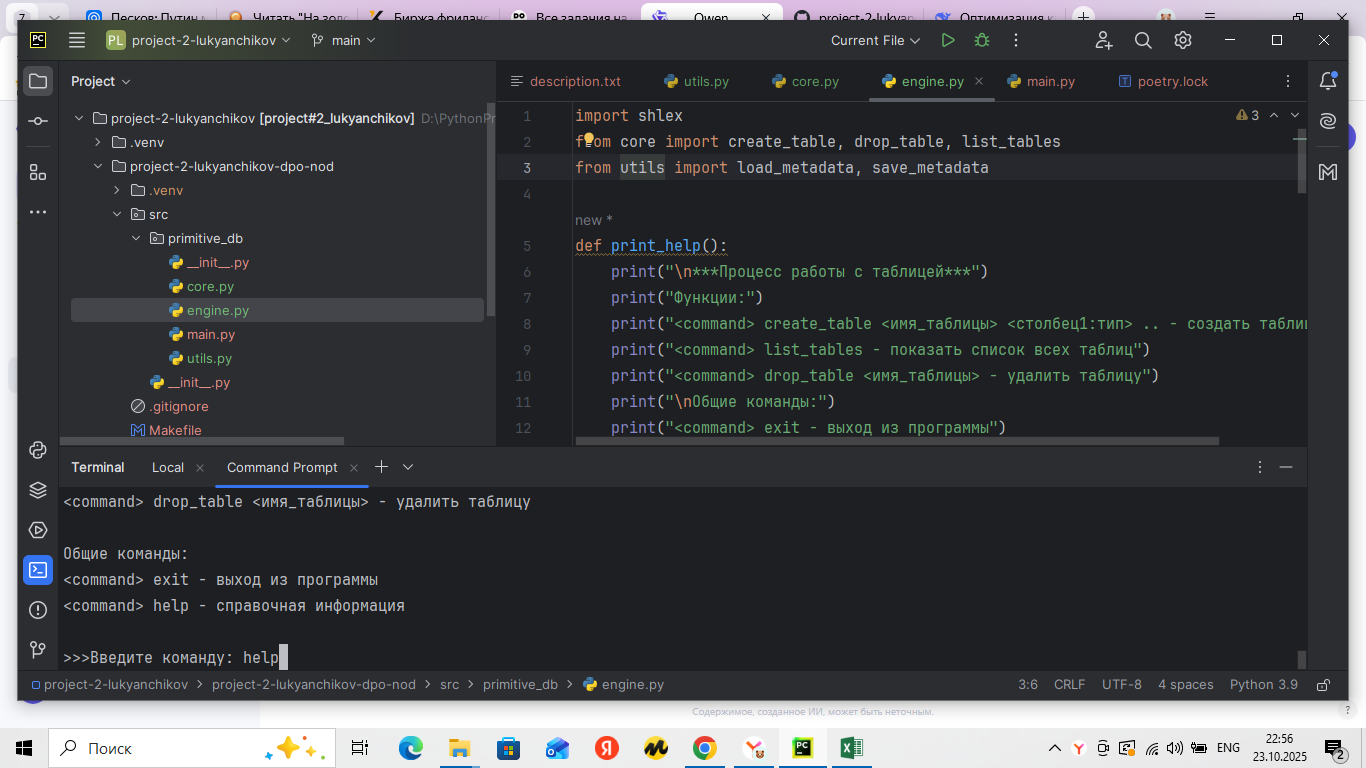 7 Песков: Путин м Читать "На золо Биржа фриланс Все задания на Qwen project-2-lukyan Оптимизация к
PC PL project-2-lukyanchikov main Current File
Project description.txt utils.py core.py engine.py main.py poetry.lock
project-2-lukyanchikov [project#2_lukyanchikov] D:\PythonPr
.venv
project-2-lukyanchikov-dpo-nod
.venv
src
primitive_db
__init__.py
core.py
engine.py
main.py
utils.py
__init__.py
.gitignore
Makefile
3
1 import shlex
2 from core import create_table, drop_table, list_tables
3 from utils import load_metadata, save_metadata
4
new *
5 def print_help():
6 print("\n***Процесс работы с таблицей***")
7 print("Функции:")
8 print("<command> create_table <имя_таблицы> <столбец1:тип> .. - создать таблиц
9 print("<command> list_tables - показать список всех таблиц")
10 print("<command> drop_table <имя_таблицы> - удалить таблицу")
11 print("\nОбщие команды:")
12 print("<command> exit - выход из программы")
Terminal Local Command Prompt
<command> drop_table <имя_таблицы> - удалить таблицу
Общие команды:
<command> exit - выход из программы
<command> help - справочная информация
>>>Введите команду: help
project-2-lukyanchikov project-2-lukyanchikov-dpo-nod src primitive_db engine.py 3:6 CRLF UTF-8 4 spaces Python 3.9
Содержимое, созданное ИИ, может быть неточным. ?
Поиск ENG 22:56
23.10.2025 2